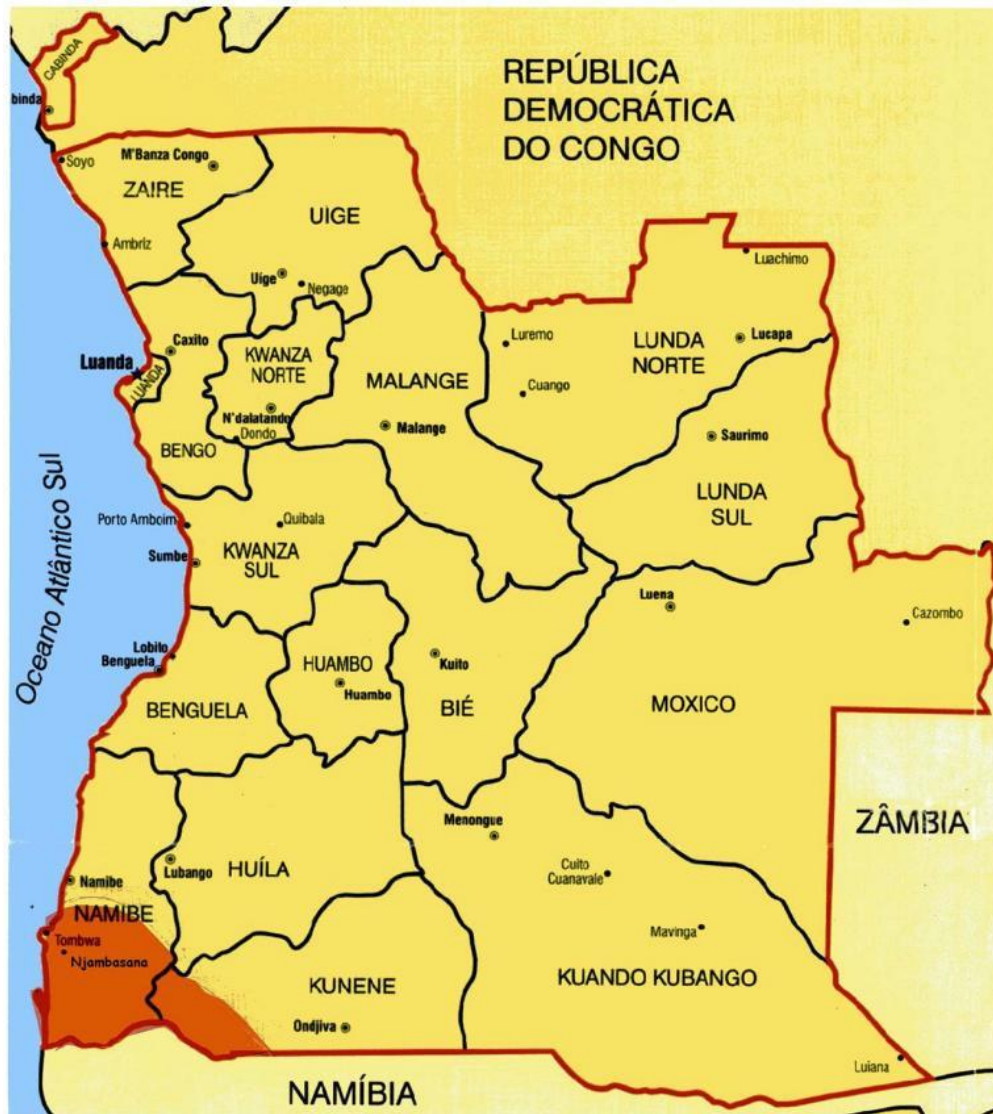 CABINDA
binda
REPÚBLICA
DEMOCRÁTICA
DO CONGO
Soyo
M'Banza Congo
ZAIRE
UIGE
Ambriz
Uíge
Negage
Luachimo
Caxito
Luanda
LUANDA
KWANZA
NORTE
MALANGE
Luremo
LUNDA
NORTE
Lucapa
Cuango
N'dalatando
Dondo
Malange
Saurimo
BENGO
LUNDA
SUL
Oceano Atlântico Sul
Porto Amboim
Quibala
Sumbe
KWANZA
SUL
Luena
Cazombo
Lobito
Benguela
HUAMBO
Huambo
Kuito
BENGUELA
BIÉ
MOXICO
Menongue
ZÂMBIA
Lubango
HUÍLA
Cuito
Cuanavale
Namibe
NAMIBE
Tombwa
Njambasana
Mavinga
KUNENE
KUANDO KUBANGO
Ondjiva
Luiana
NAMÍBIA